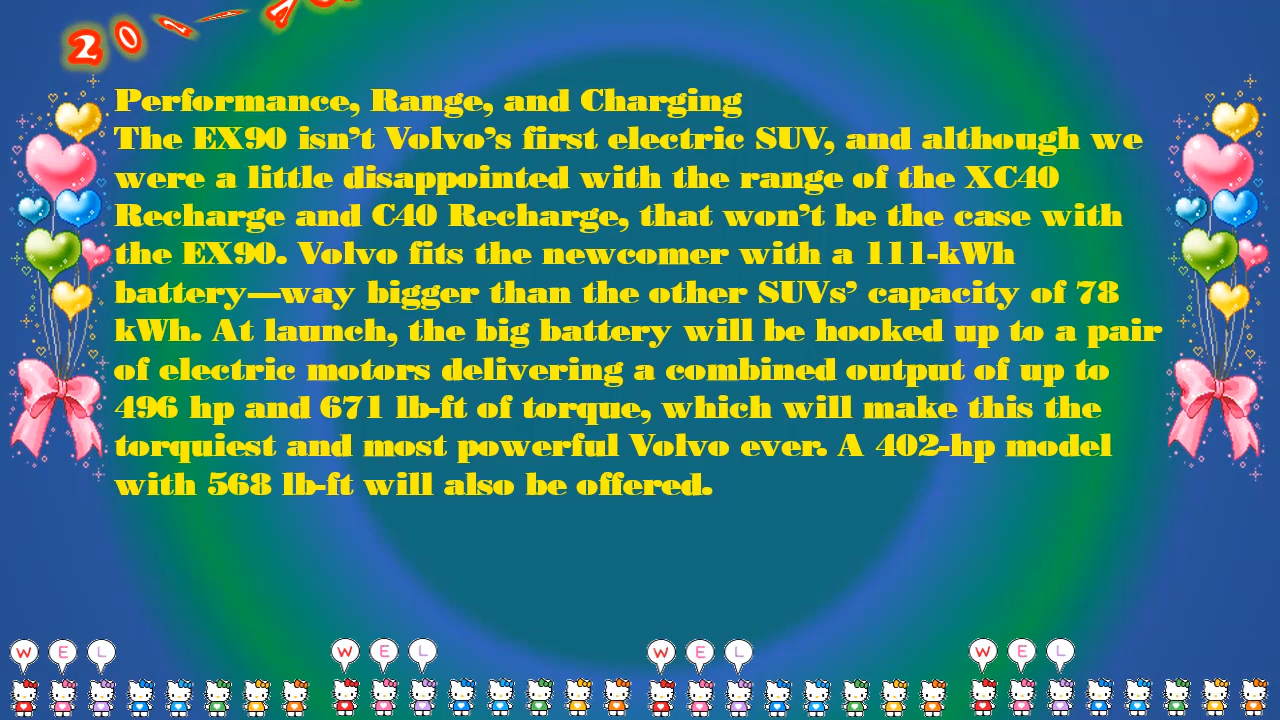 201
Performance, Range, and Charging
The EX90 isn’t Volvo’s first electric SUV, and although we
were a little disappointed with the range of the XC40
Recharge and C40 Recharge, that won’t be the case with
the EX90. Volvo fits the newcomer with a 111-kWh
battery—way bigger than the other SUVs’ capacity of 78
kWh. At launch, the big battery will be hooked up to a pair
of electric motors delivering a combined output of up to
496 hp and 671 lb-ft of torque, which will make this the
torquiest and most powerful Volvo ever. A 402-hp model
with 568 lb-ft will also be offered.
W E L W E L W E L W E L